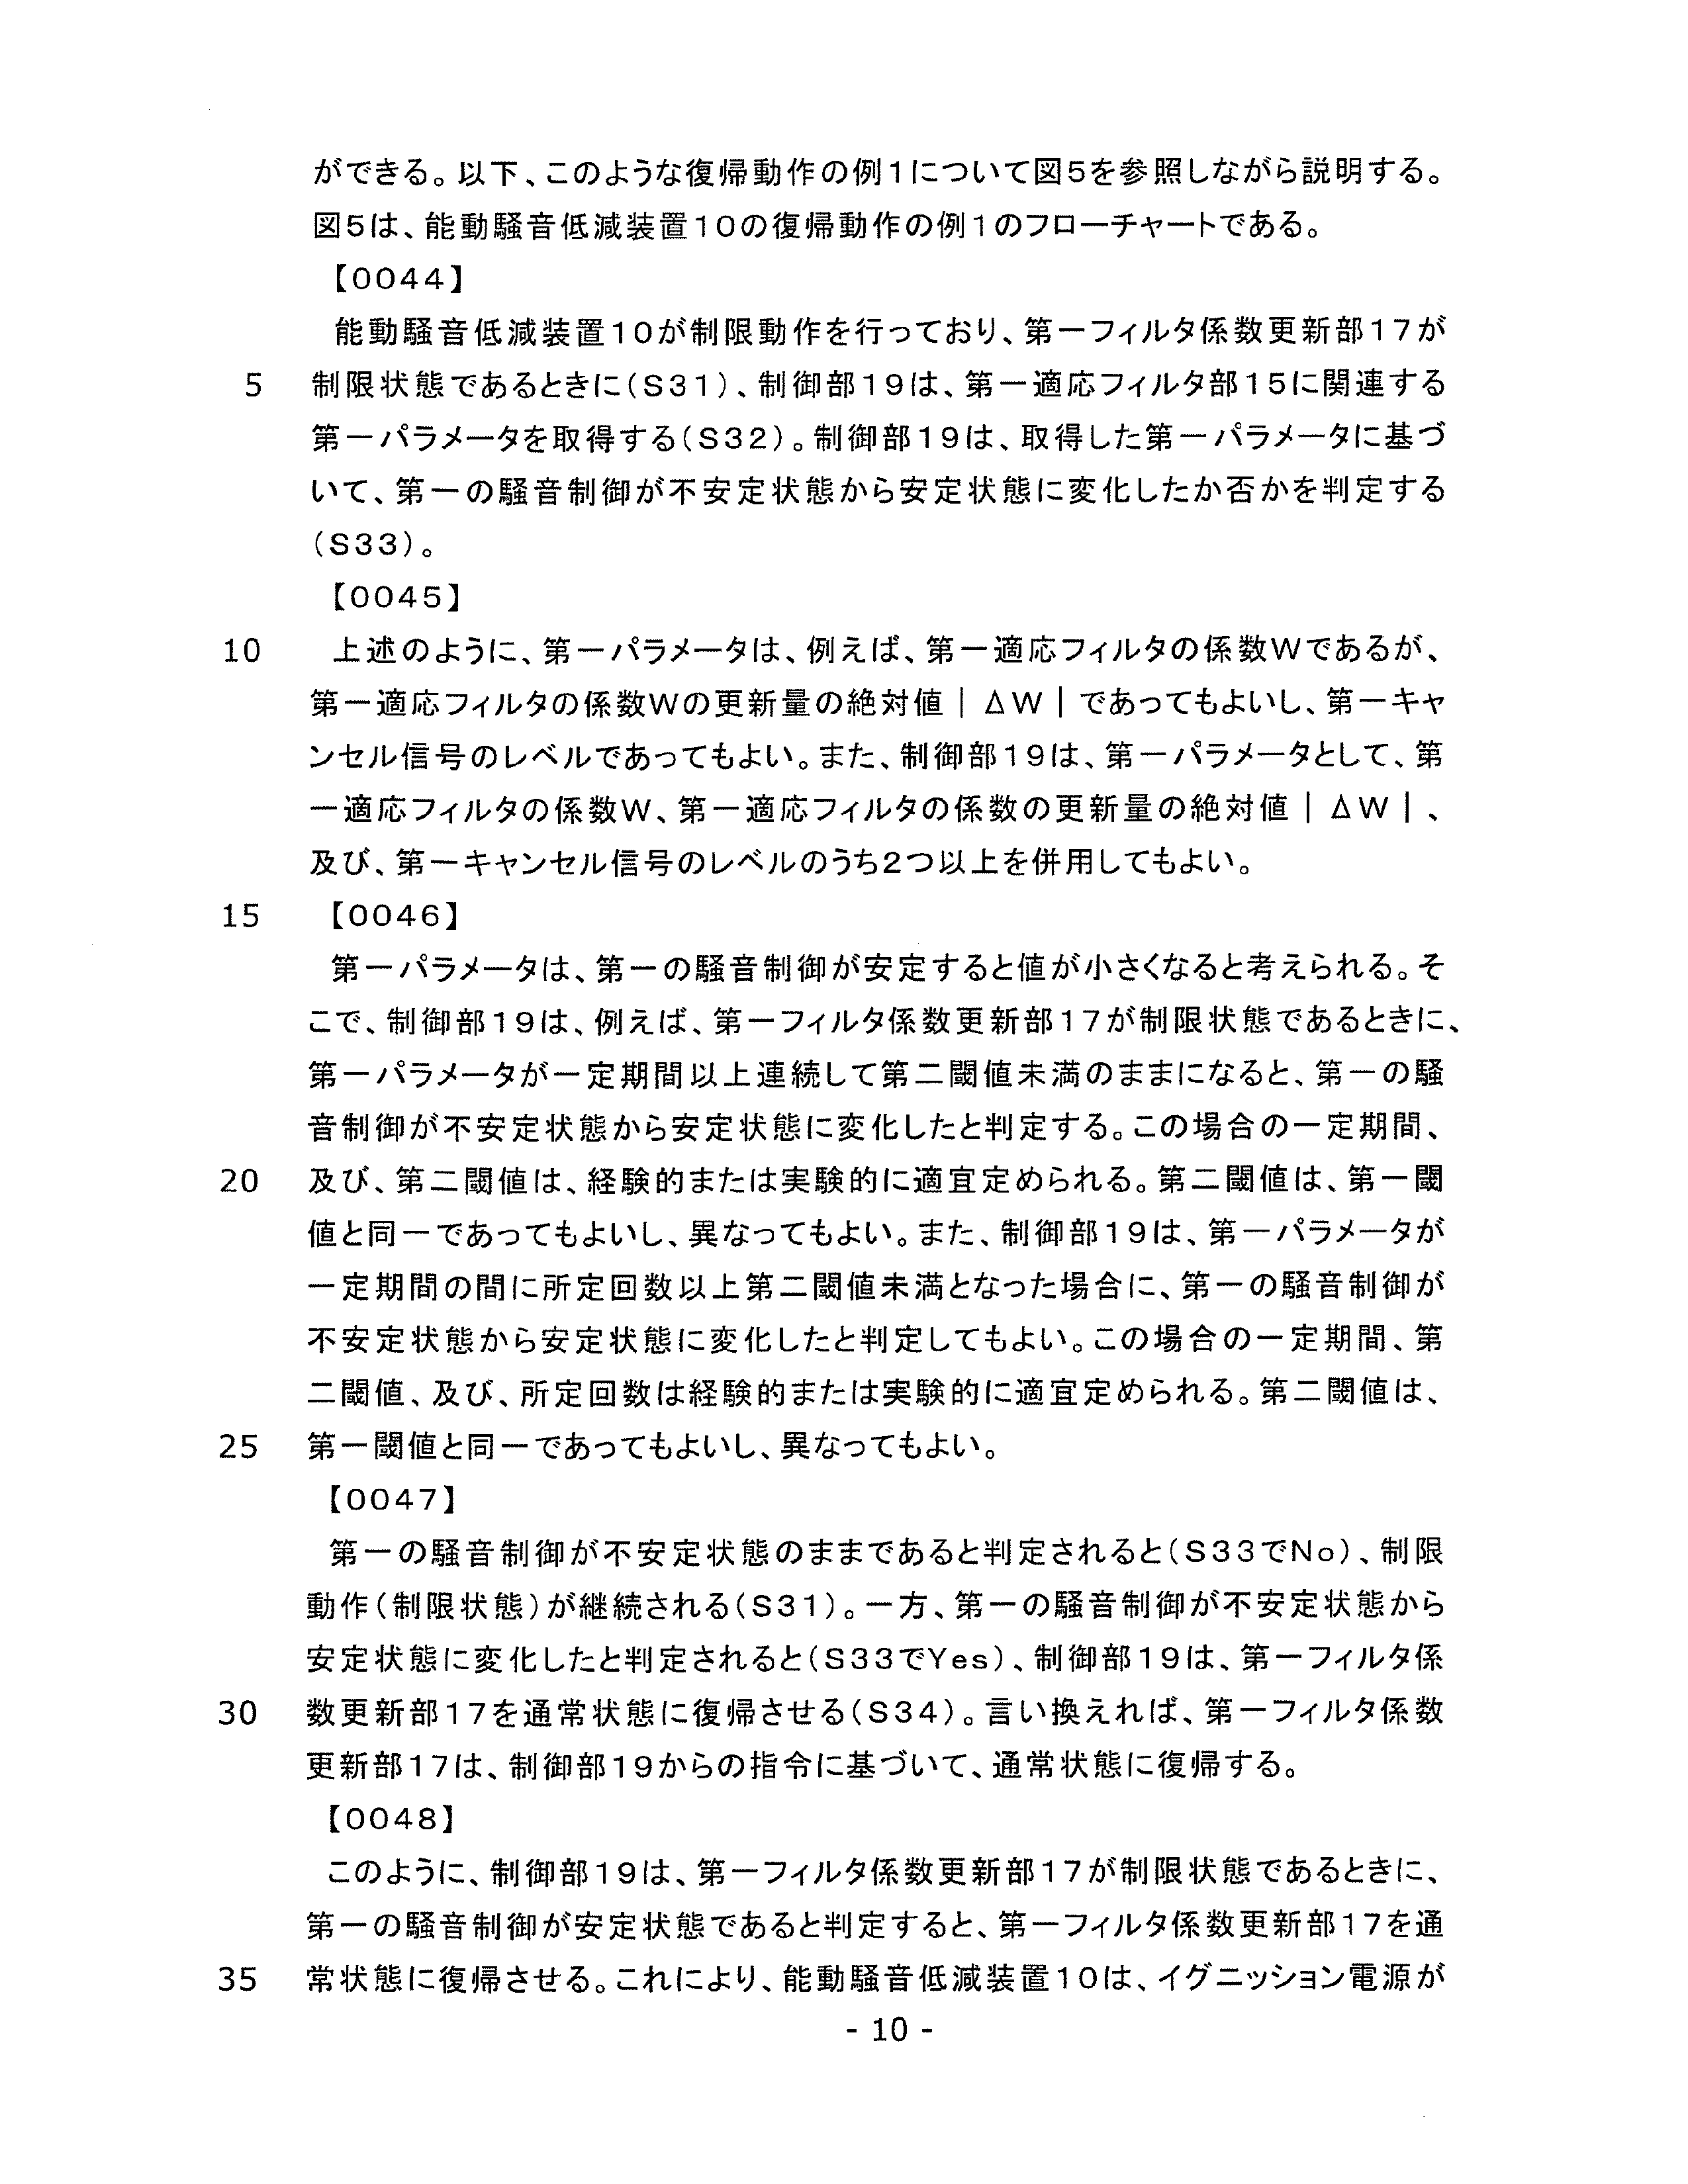 ができる。以下、このような復帰動作の例1について図5を参照しながら説明する。
図5は、能動騒音低減装置10の復帰動作の例1のフローチャートである。
【0044】
能動騒音低減装置10が制限動作を行っており、第一フィルタ係数更新部17が
5 制限状態であるときに(S31)、制御部19は、第一適応フィルタ部15に関連する
第一パラメータを取得する(S32)。制御部19は、取得した第一パラメータに基づ
いて、第一の騒音制御が不安定状態から安定状態に変化したか否かを判定する
(S33)。
【0045】
10 上述のように、第一パラメータは、例えば、第一適応フィルタの係数Wであるが、
第一適応フィルタの係数Wの更新量の絶対値|ΔW|であってもよいし、第一キャ
ンセル信号のレベルであってもよい。また、制御部19は、第一パラメータとして、第
一適応フィルタの係数W、第一適応フィルタの係数の更新量の絶対値|ΔW|、
及び、第一キャンセル信号のレベルのうち2つ以上を併用してもよい。
15 【0046】
第一パラメータは、第一の騒音制御が安定すると値が小さくなると考えられる。そ
こで、制御部19は、例えば、第一フィルタ係数更新部17が制限状態であるときに、
第一パラメータが一定期間以上連続して第二閾値未満のままになると、第一の騒
音制御が不安定状態から安定状態に変化したと判定する。この場合の一定期間、
20 及び、第二閾値は、経験的または実験的に適宜定められる。第二閾値は、第一閾
値と同一であってもよいし、異なってもよい。また、制御部19は、第一パラメータが
一定期間の間に所定回数以上第二閾値未満となった場合に、第一の騒音制御が
不安定状態から安定状態に変化したと判定してもよい。この場合の一定期間、第
二閾値、及び、所定回数は経験的または実験的に適宜定められる。第二閾値は、
25 第一閾値と同一であってもよいし、異なってもよい。
【0047】
第一の騒音制御が不安定状態のままであると判定されると(S33でNo)、制限
動作(制限状態)が継続される(S31)。一方、第一の騒音制御が不安定状態から
安定状態に変化したと判定されると(S33でYes)、制御部19は、第一フィルタ係
30 数更新部17を通常状態に復帰させる(S34)。言い換えれば、第一フィルタ係数
更新部17は、制御部19からの指令に基づいて、通常状態に復帰する。
【0048】
このように、制御部19は、第一フィルタ係数更新部17が制限状態であるときに、
第一の騒音制御が安定状態であると判定すると、第一フィルタ係数更新部17を通
35 常状態に復帰させる。これにより、能動騒音低減装置10は、イグニッション電源が
- 10 -